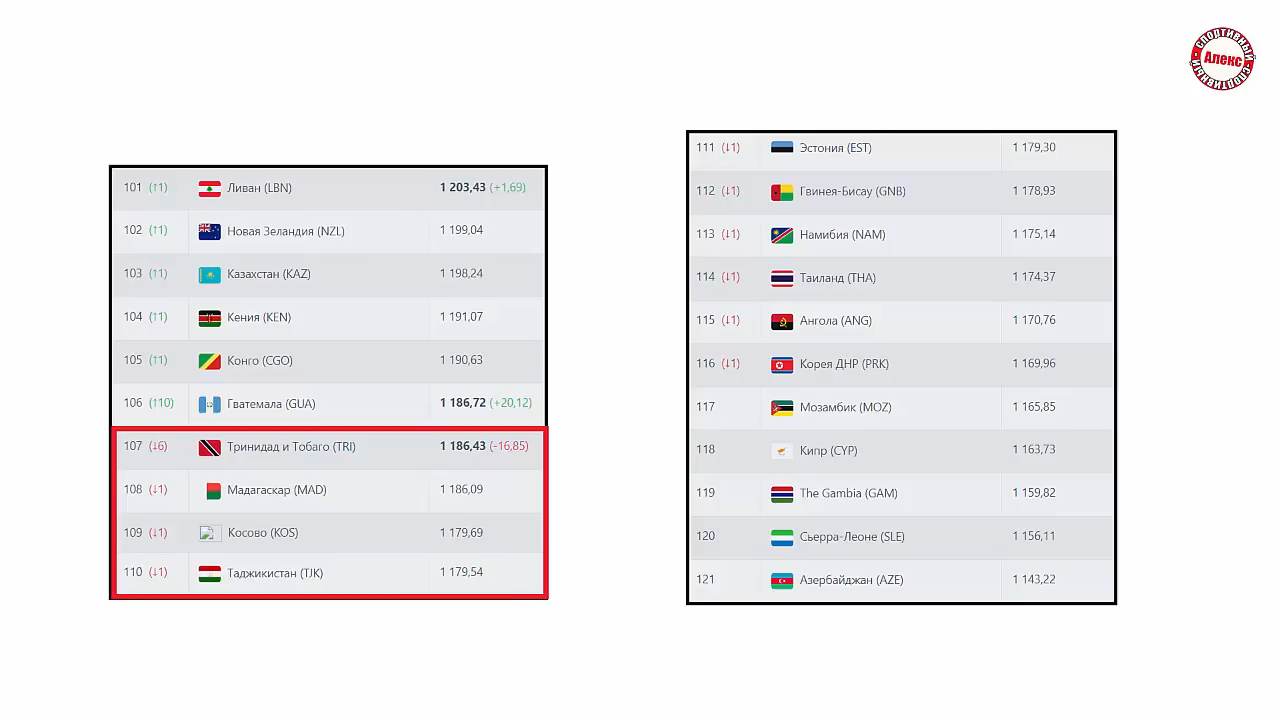 СПОРТИВНЫЙ
Алекс
СПОРТИВНЫЙ
101 (↑1) Ливан (LBN) 1 203,43 (+1,69)
102 (↑1) Новая Зеландия (NZL) 1 199,04
103 (↑1) Казахстан (KAZ) 1 198,24
104 (↑1) Кения (KEN) 1 191,07
105 (↑1) Конго (CGO) 1 190,63
106 (↑10) Гватемала (GUA) 1 186,72 (+20,12)
107 (↓6) Тринидад и Тобаго (TRI) 1 186,43 (-16,85)
108 (↓1) Мадагаскар (MAD) 1 186,09
109 (↓1) Косово (KOS) 1 179,69
110 (↓1) Таджикистан (TJK) 1 179,54
111 (↓1) Эстония (EST) 1 179,30
112 (↓1) Гвинея-Бисау (GNB) 1 178,93
113 (↓1) Намибия (NAM) 1 175,14
114 (↓1) Таиланд (THA) 1 174,37
115 (↓1) Ангола (ANG) 1 170,76
116 (↓1) Корея ДНР (PRK) 1 169,96
117 Мозамбик (MOZ) 1 165,85
118 Кипр (CYP) 1 163,73
119 The Gambia (GAM) 1 159,82
120 Сьерра-Леоне (SLE) 1 156,11
121 Азербайджан (AZE) 1 143,22